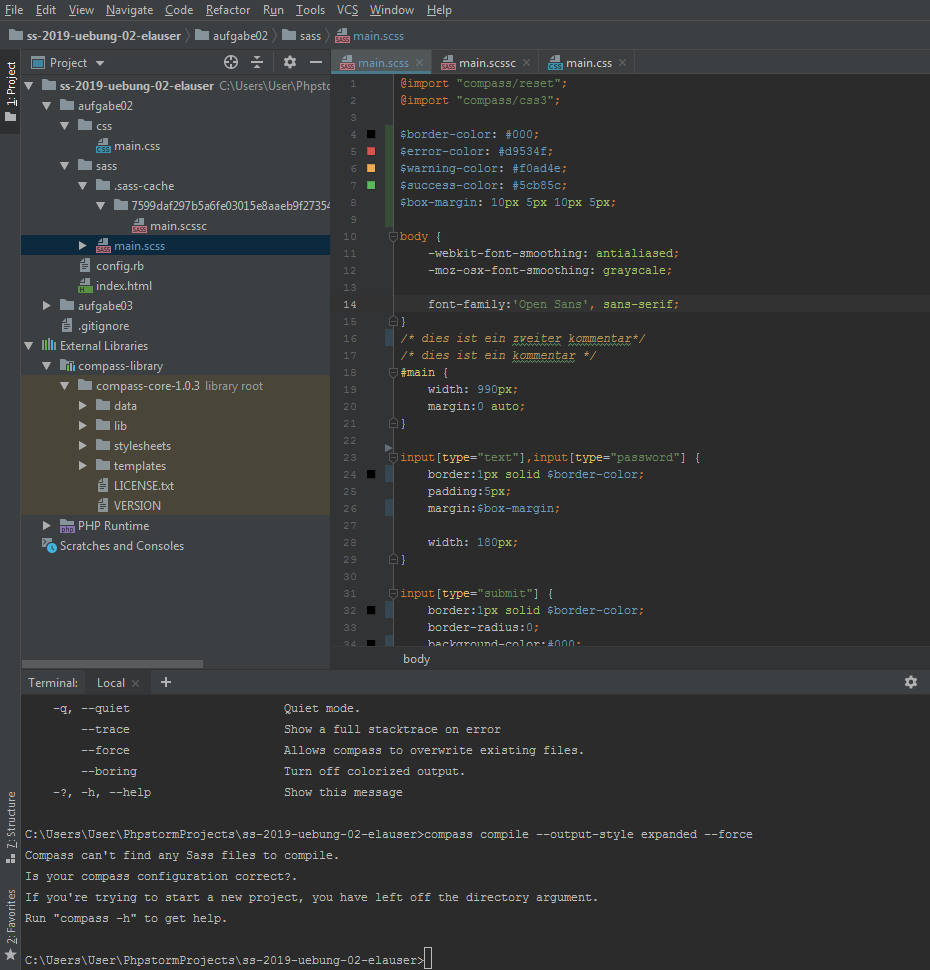 File Edit View Navigate Code Refactor Run Tools VCS Window Help
ss-2019-uebung-02-elauser aufgabe02 sass main.scss
1: Project
Project
main.scss main.scssc main.css
ss-2019-uebung-02-elauser C:\Users\User\Phpsto
aufgabe02
css
main.css
sass
.sass-cache
7599daf297b5a6fe03015e8aaeb9f27354
main.scssc
main.scss
config.rb
index.html
aufgabe03
.gitignore
External Libraries
compass-library
compass-core-1.0.3 library root
data
lib
stylesheets
templates
LICENSE.txt
VERSION
PHP Runtime
Scratches and Consoles
1 @import "compass/reset";
2 @import "compass/css3";
3
4 $border-color: #000;
5 $error-color: #d9534f;
6 $warning-color: #f0ad4e;
7 $success-color: #5cb85c;
8 $box-margin: 10px 5px 10px 5px;
9
10 body {
11 -webkit-font-smoothing: antialiased;
12 -moz-osx-font-smoothing: grayscale;
13
14 font-family:'Open Sans', sans-serif;
15 }
16 /* dies ist ein zweiter kommentar*/
17 /* dies ist ein kommentar */
18 #main {
19 width: 990px;
20 margin:0 auto;
21 }
22
23 input[type="text"],input[type="password"] {
24 border:1px solid $border-color;
25 padding:5px;
26 margin:$box-margin;
27
28 width: 180px;
29 }
30
31 input[type="submit"] {
32 border:1px solid $border-color;
33 border-radius:0;
34 background-color:#000;
body
Terminal: Local
-q, --quiet Quiet mode.
--trace Show a full stacktrace on error
--force Allows compass to overwrite existing files.
--boring Turn off colorized output.
-?, -h, --help Show this message
C:\Users\User\PhpstormProjects\ss-2019-uebung-02-elauser>compass compile --output-style expanded --force
Compass can't find any Sass files to compile.
Is your compass configuration correct?.
If you're trying to start a new project, you have left off the directory argument.
Run "compass -h" to get help.
C:\Users\User\PhpstormProjects\ss-2019-uebung-02-elauser>
7: Structure
2: Favorites